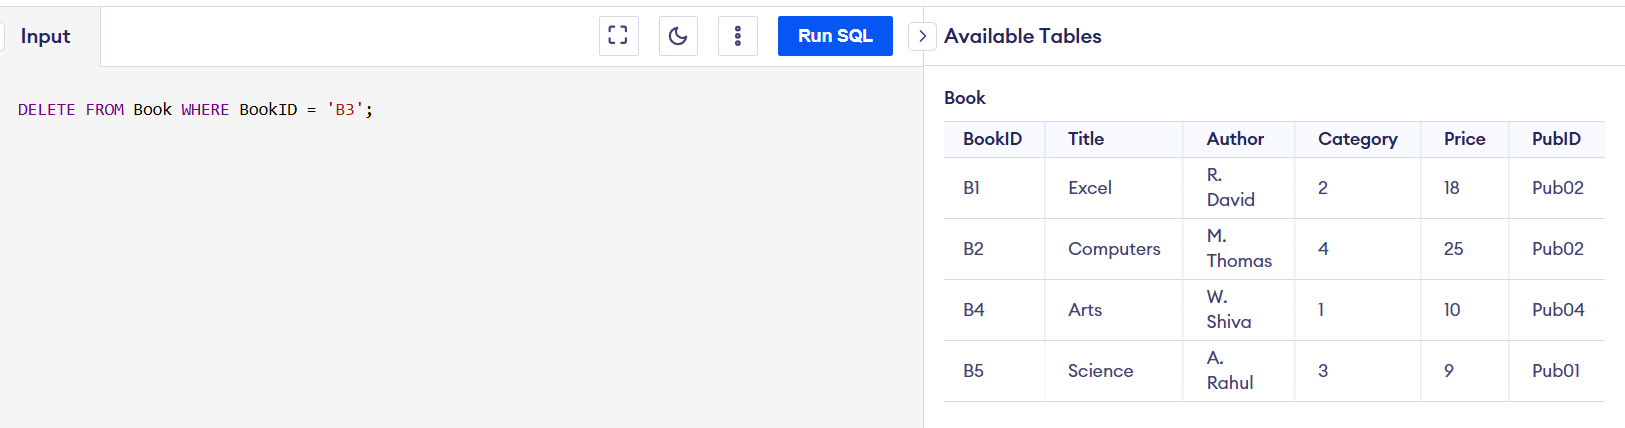 Input
Run SQL
DELETE FROM Book WHERE BookID = 'B3';
Available Tables
Book
BookID Title Author Category Price PubID
B1 Excel R. David 2 18 Pub02
B2 Computers M. Thomas 4 25 Pub02
B4 Arts W. Shiva 1 10 Pub04
B5 Science A. Rahul 3 9 Pub01